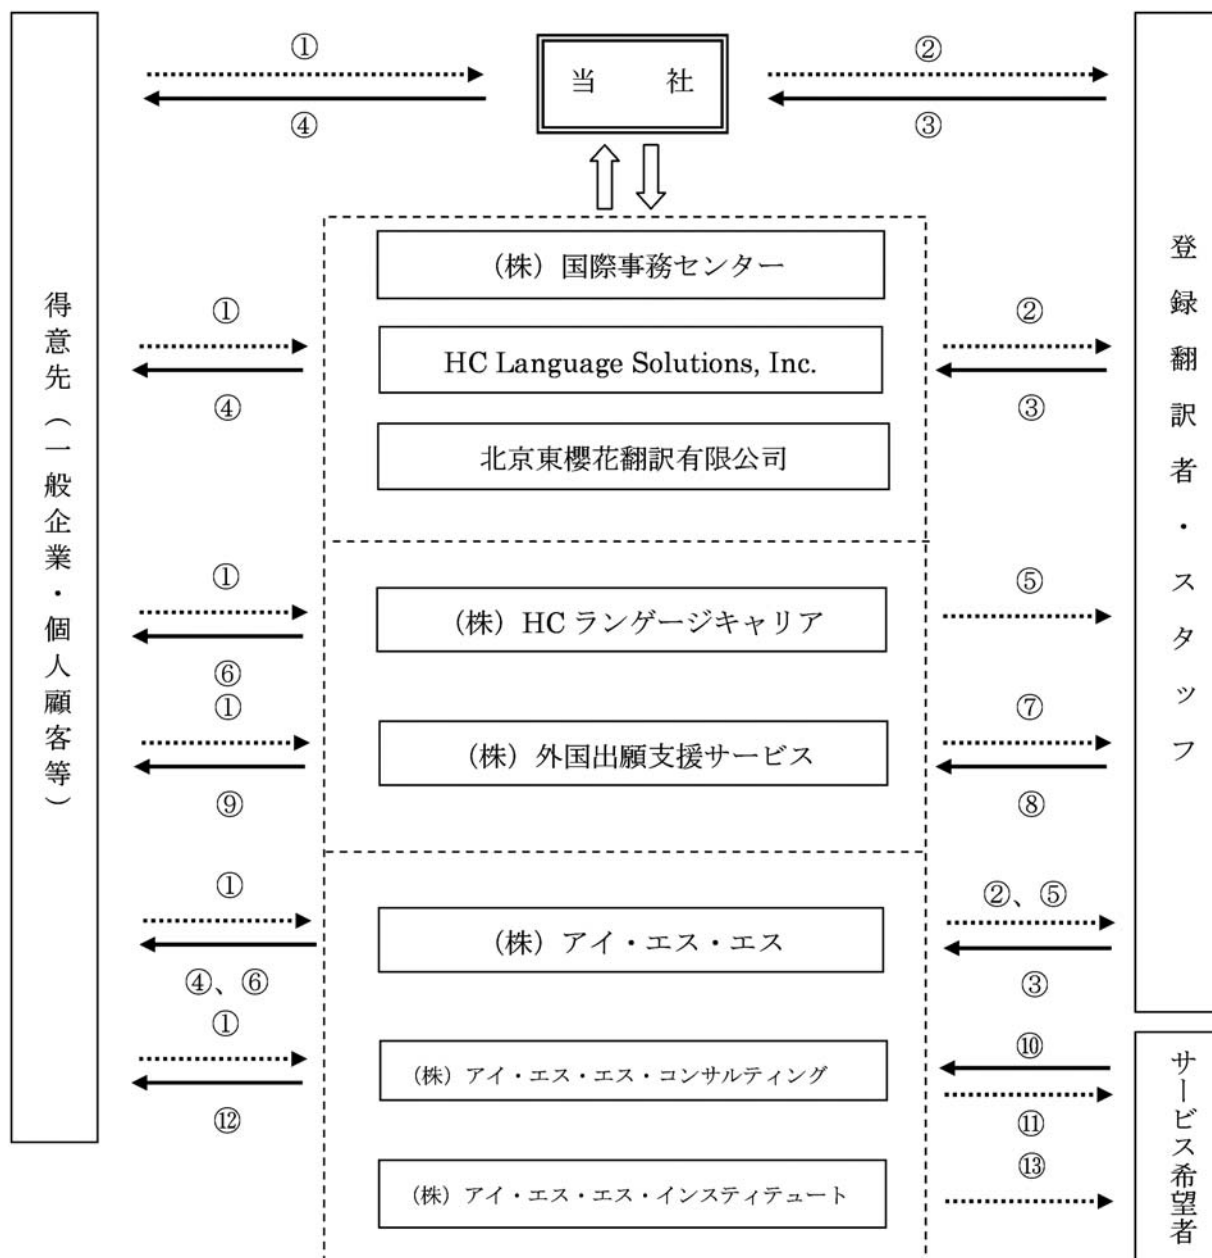 ① ②
当 社
④ ③
(株)国際事務センター
① ②
HC Language Solutions, Inc.
④ ③
北京東櫻花翻訳有限公司
① ⑤
(株)HC ランゲージキャリア
⑥
① ⑦
(株)外国出願支援サービス
⑨ ⑧
① ②、⑤
(株)アイ・エス・エス
④、⑥ ③
① ⑩
(株)アイ・エス・エス・コンサルティング
⑫ ⑪
⑬
(株)アイ・エス・エス・インスティテュート
得意先(一般企業・個人顧客等)
登録翻訳者・スタッフ
サービス希望者